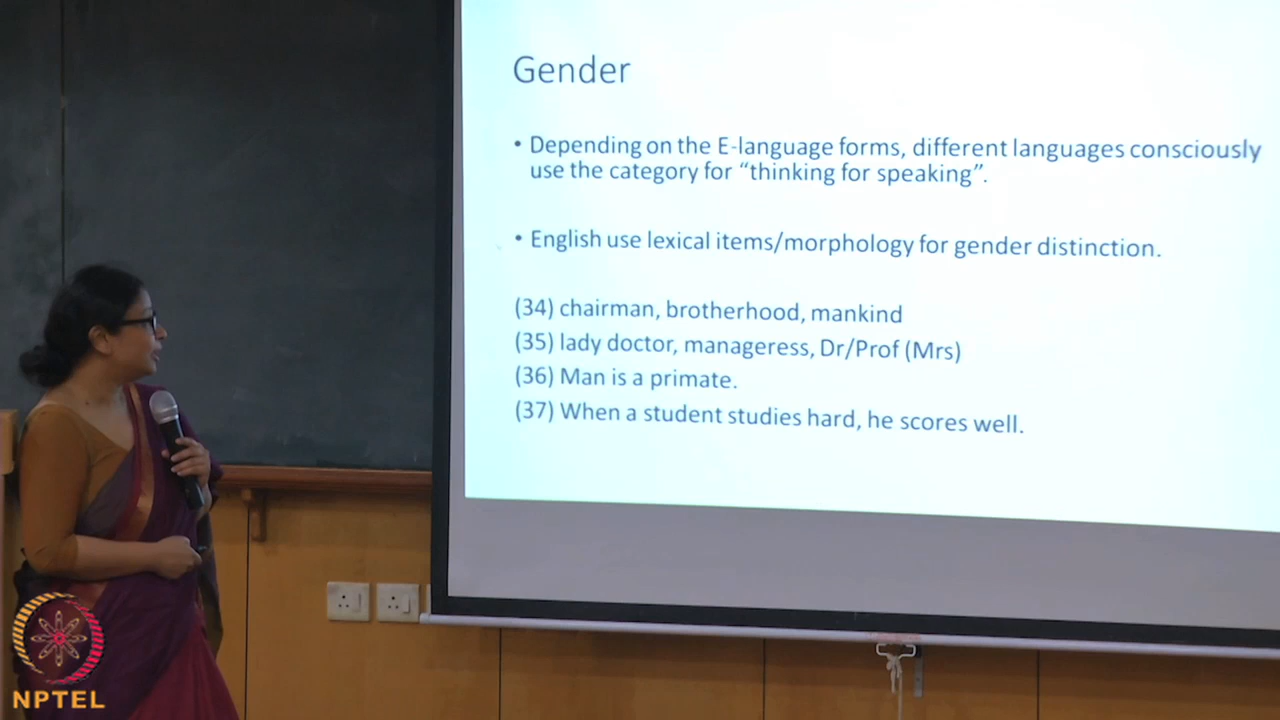 Gender
• Depending on the E-language forms, different languages consciously
use the category for “thinking for speaking”.
• English use lexical items/morphology for gender distinction.
(34) chairman, brotherhood, mankind
(35) lady doctor, manageress, Dr/Prof (Mrs)
(36) Man is a primate.
(37) When a student studies hard, he scores well.
NPTEL